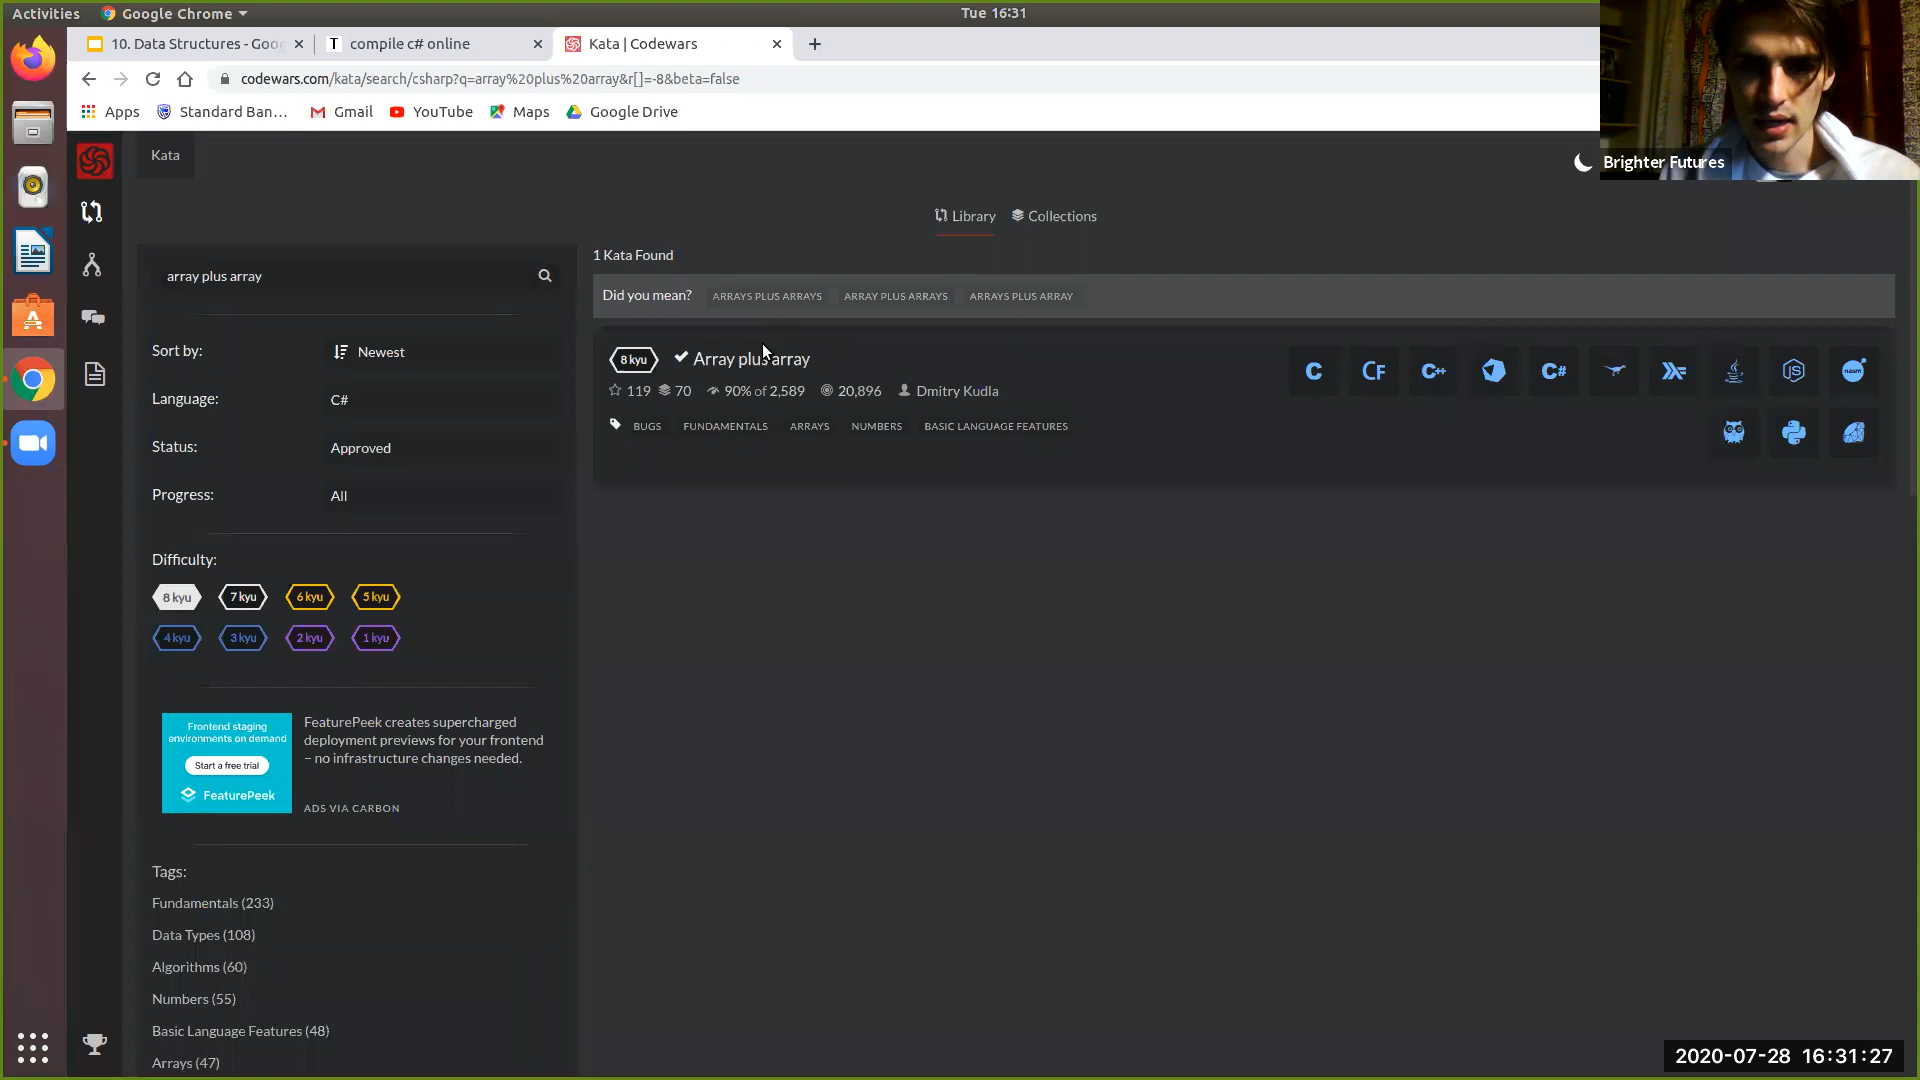 Activities
Google Chrome
Tue 16:31
10. Data Structures - Goo
compile c# online
Kata | Codewars
codewars.com/kata/search/csharp?q=array%20plus%20array&r[]=-8&beta=false
Apps
Standard Ban...
Gmail
YouTube
Maps
Google Drive
Brighter Futures
Kata
Library
Collections
array plus array
1 Kata Found
Did you mean?
ARRAYS PLUS ARRAYS
ARRAY PLUS ARRAYS
ARRAYS PLUS ARRAY
Sort by:
Newest
8 kyu
Array plus array
119
70
90% of 2,589
20,896
Dmitry Kudla
BUGS
FUNDAMENTALS
ARRAYS
NUMBERS
BASIC LANGUAGE FEATURES
C
CF
C++
C#
JS
nasm
Language:
C#
Status:
Approved
Progress:
All
Difficulty:
8 kyu
7 kyu
6 kyu
5 kyu
4 kyu
3 kyu
2 kyu
1 kyu
Frontend staging
environments on demand
Start a free trial
FeaturePeek
FeaturePeek creates supercharged
deployment previews for your frontend
– no infrastructure changes needed.
ADS VIA CARBON
Tags:
Fundamentals (233)
Data Types (108)
Algorithms (60)
Numbers (55)
Basic Language Features (48)
Arrays (47)
2020-07-28 16:31:27